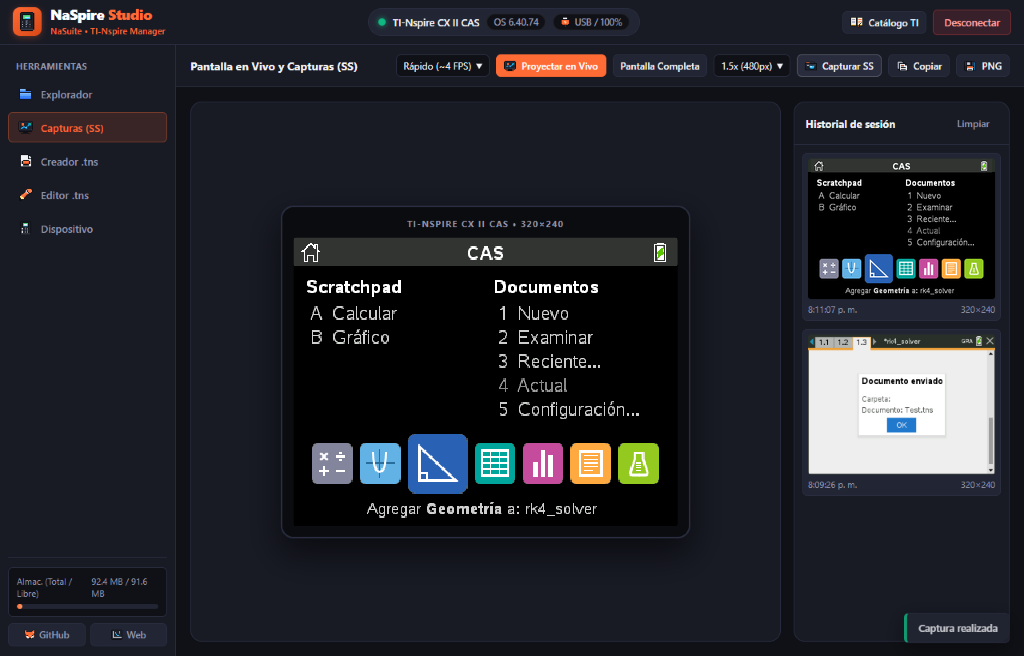 NaSpire Studio
NaSuite • TI-Nspire Manager
TI-Nspire CX II CAS
OS 6.40.74
USB / 100%
Catálogo TI
Desconectar
HERRAMIENTAS
Explorador
Capturas (SS)
Creador .tns
Editor .tns
Dispositivo
Almac. (Total / Libre)
92.4 MB / 91.6 MB
GitHub
Web
Pantalla en Vivo y Capturas (SS)
Rápido (~4 FPS) ▼
Proyectar en Vivo
Pantalla Completa
1.5x (480px) ▼
Capturar SS
Copiar
PNG
TI-NSPIRE CX II CAS • 320×240
CAS
Scratchpad
A Calcular
B Gráfico
Documentos
1 Nuevo
2 Examinar
3 Reciente...
4 Actual
5 Configuración...
Agregar Geometría a: rk4_solver
Historial de sesión
Limpiar
CAS
Scratchpad
A Calcular
B Gráfico
Documentos
1 Nuevo
2 Examinar
3 Reciente...
4 Actual
5 Configuración...
Agregar Geometría a: rk4_solver
8:11:07 p. m.
320×240
1.1 1.2 1.3
*rk4_solver
GRA
Documento enviado
Carpeta:
Documento: Test.tns
OK
8:09:26 p. m.
320×240
Captura realizada